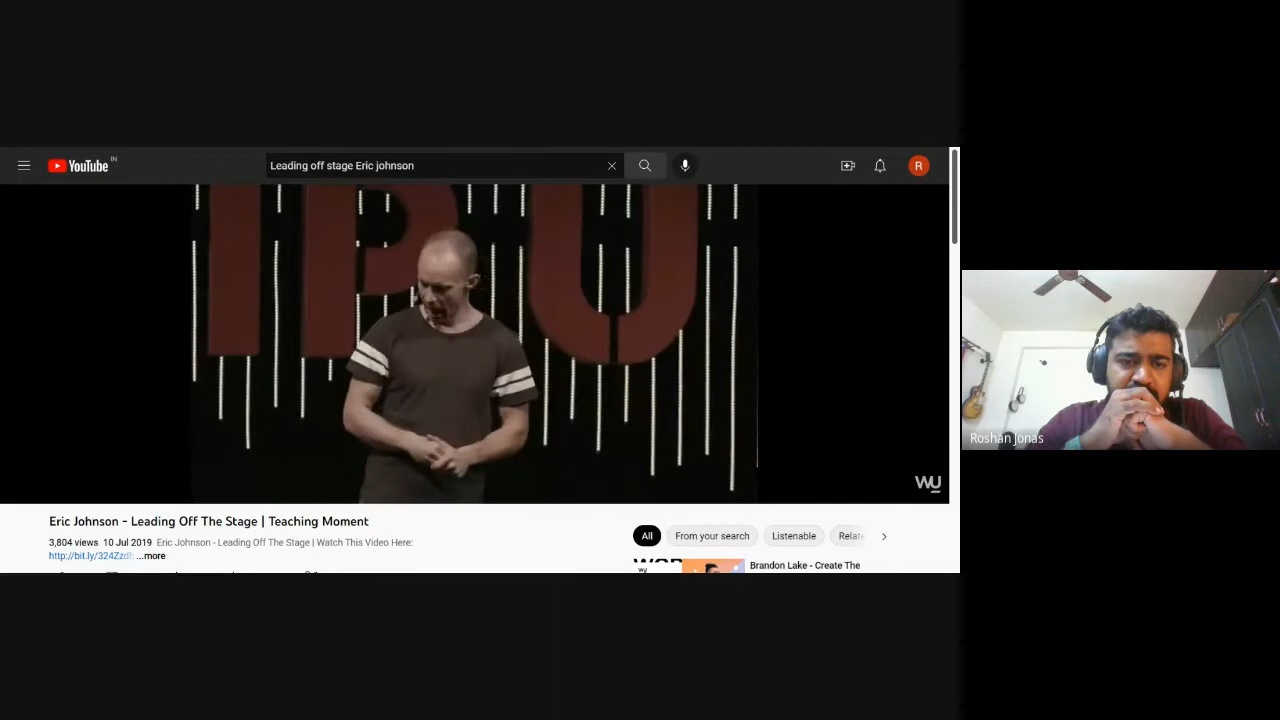 YouTube IN
Leading off stage Eric johnson
R
IPU
WU
Eric Johnson - Leading Off The Stage | Teaching Moment
3,804 views 10 Jul 2019 Eric Johnson - Leading Off The Stage | Watch This Video Here:
...more
All
From your search
Listenable
Relate
Brandon Lake - Create The
Roshan Jonas